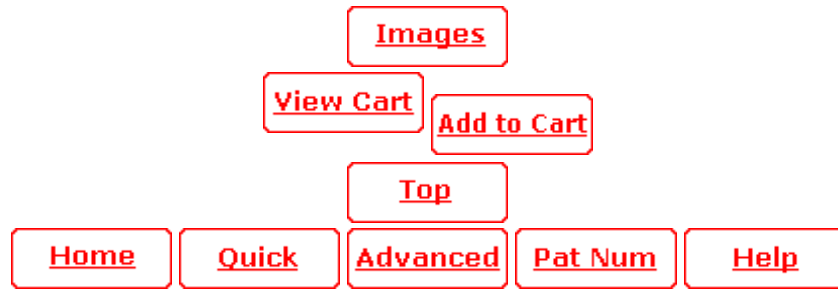 Images
View Cart
Add to Cart
Top
Home Quick Advanced Pat Num Help